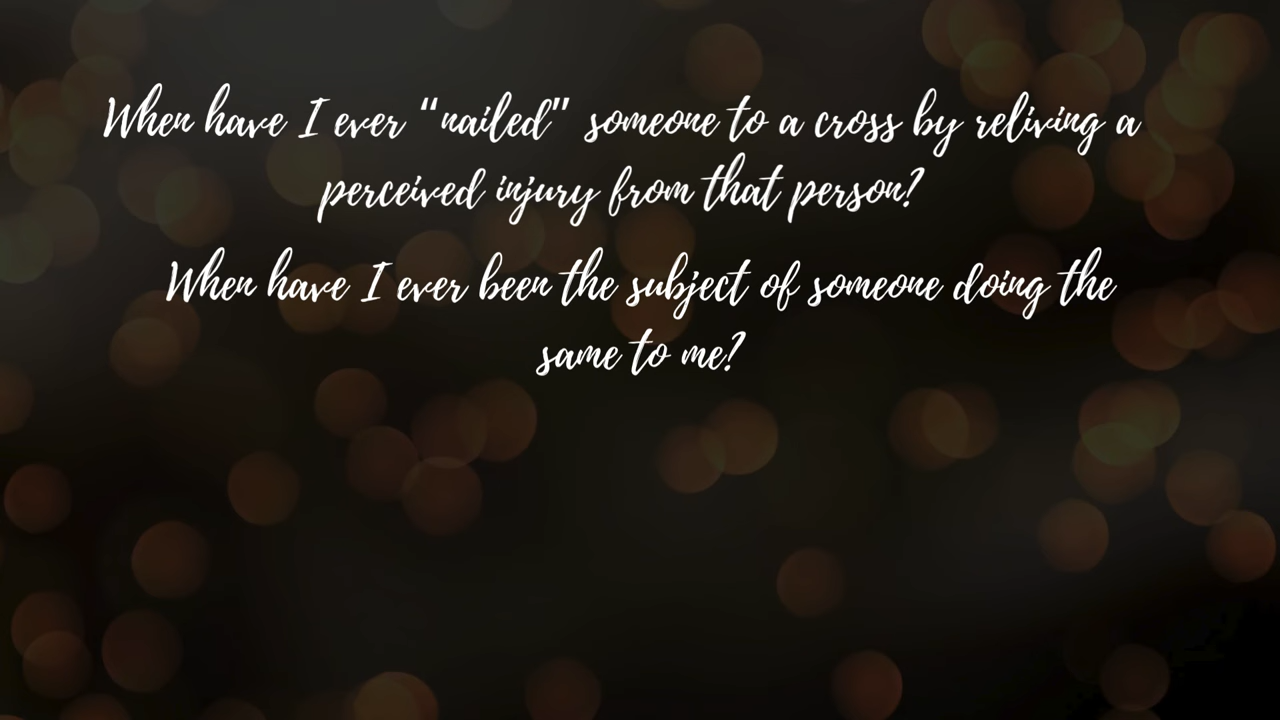 When have I ever “nailed” someone to a cross by reliving a
perceived injury from that person?
When have I ever been the subject of someone doing the
same to me?